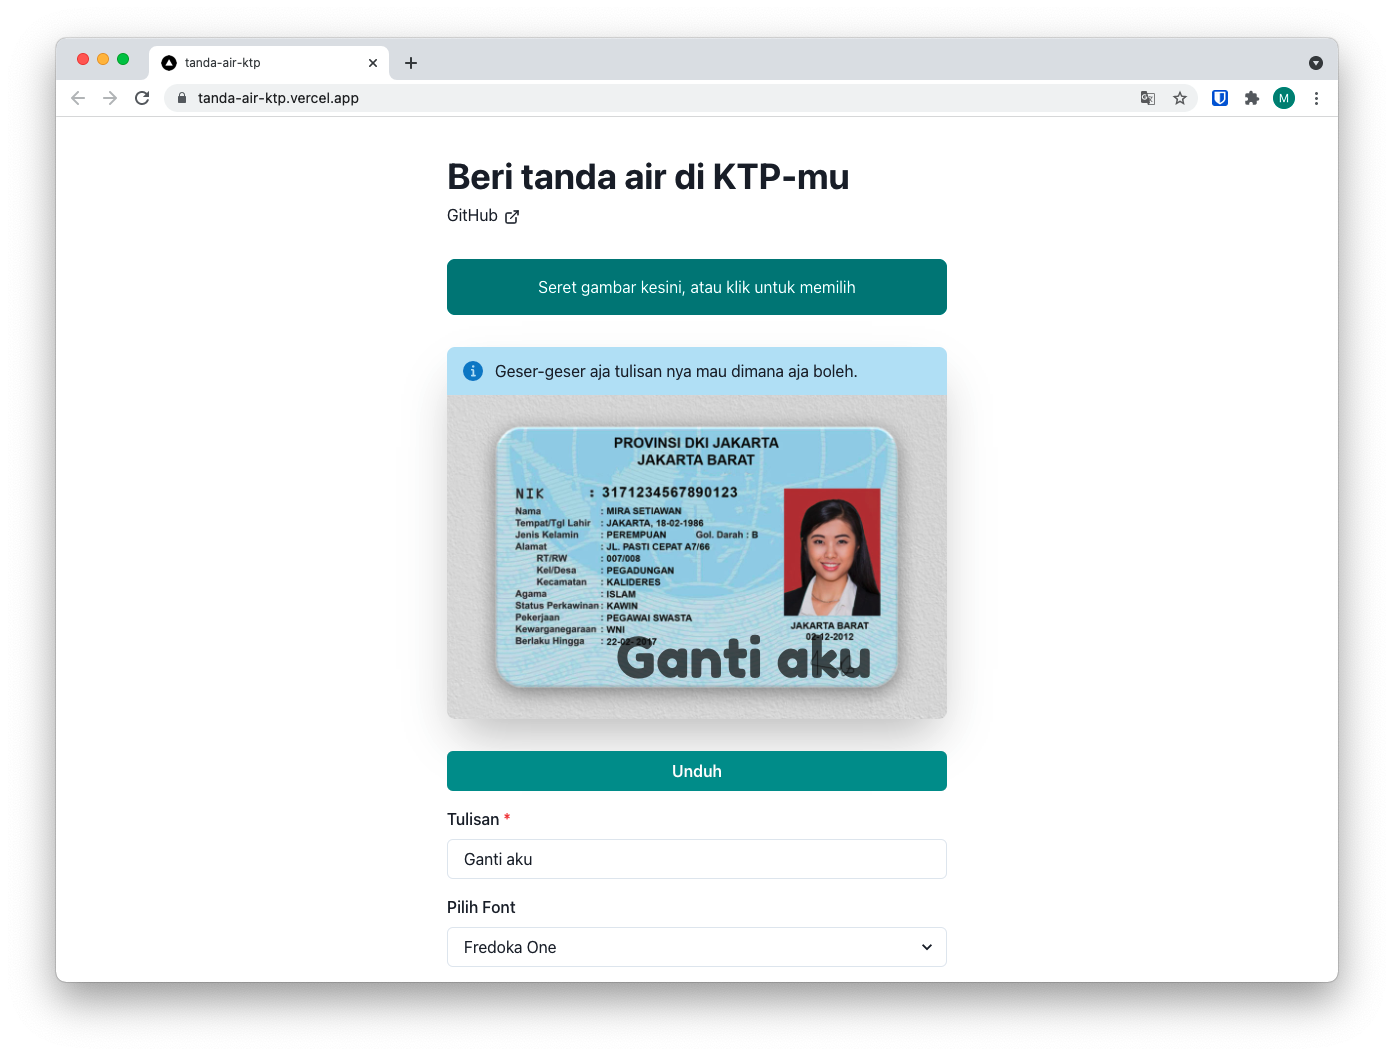 tanda-air-ktp
tanda-air-ktp.vercel.app
M
Beri tanda air di KTP-mu
GitHub
Seret gambar kesini, atau klik untuk memilih
Geser-geser aja tulisan nya mau dimana aja boleh.
PROVINSI DKI JAKARTA
JAKARTA BARAT
NIK : 3171234567890123
Nama : MIRA SETIAWAN
Tempat/Tgl Lahir : JAKARTA, 18-02-1986
Jenis Kelamin : PEREMPUAN Gol. Darah : B
Alamat : JL. PASTI CEPAT A7/66
RT/RW : 007/008
Kel/Desa : PEGADUNGAN
Kecamatan : KALIDERES
Agama : ISLAM
Status Perkawinan : KAWIN
Pekerjaan : PEGAWAI SWASTA
Kewarganegaraan : WNI
Berlaku Hingga : 22-02-2017
JAKARTA BARAT
02-12-2012
Ganti aku
Unduh
Tulisan *
Ganti aku
Pilih Font
Fredoka One